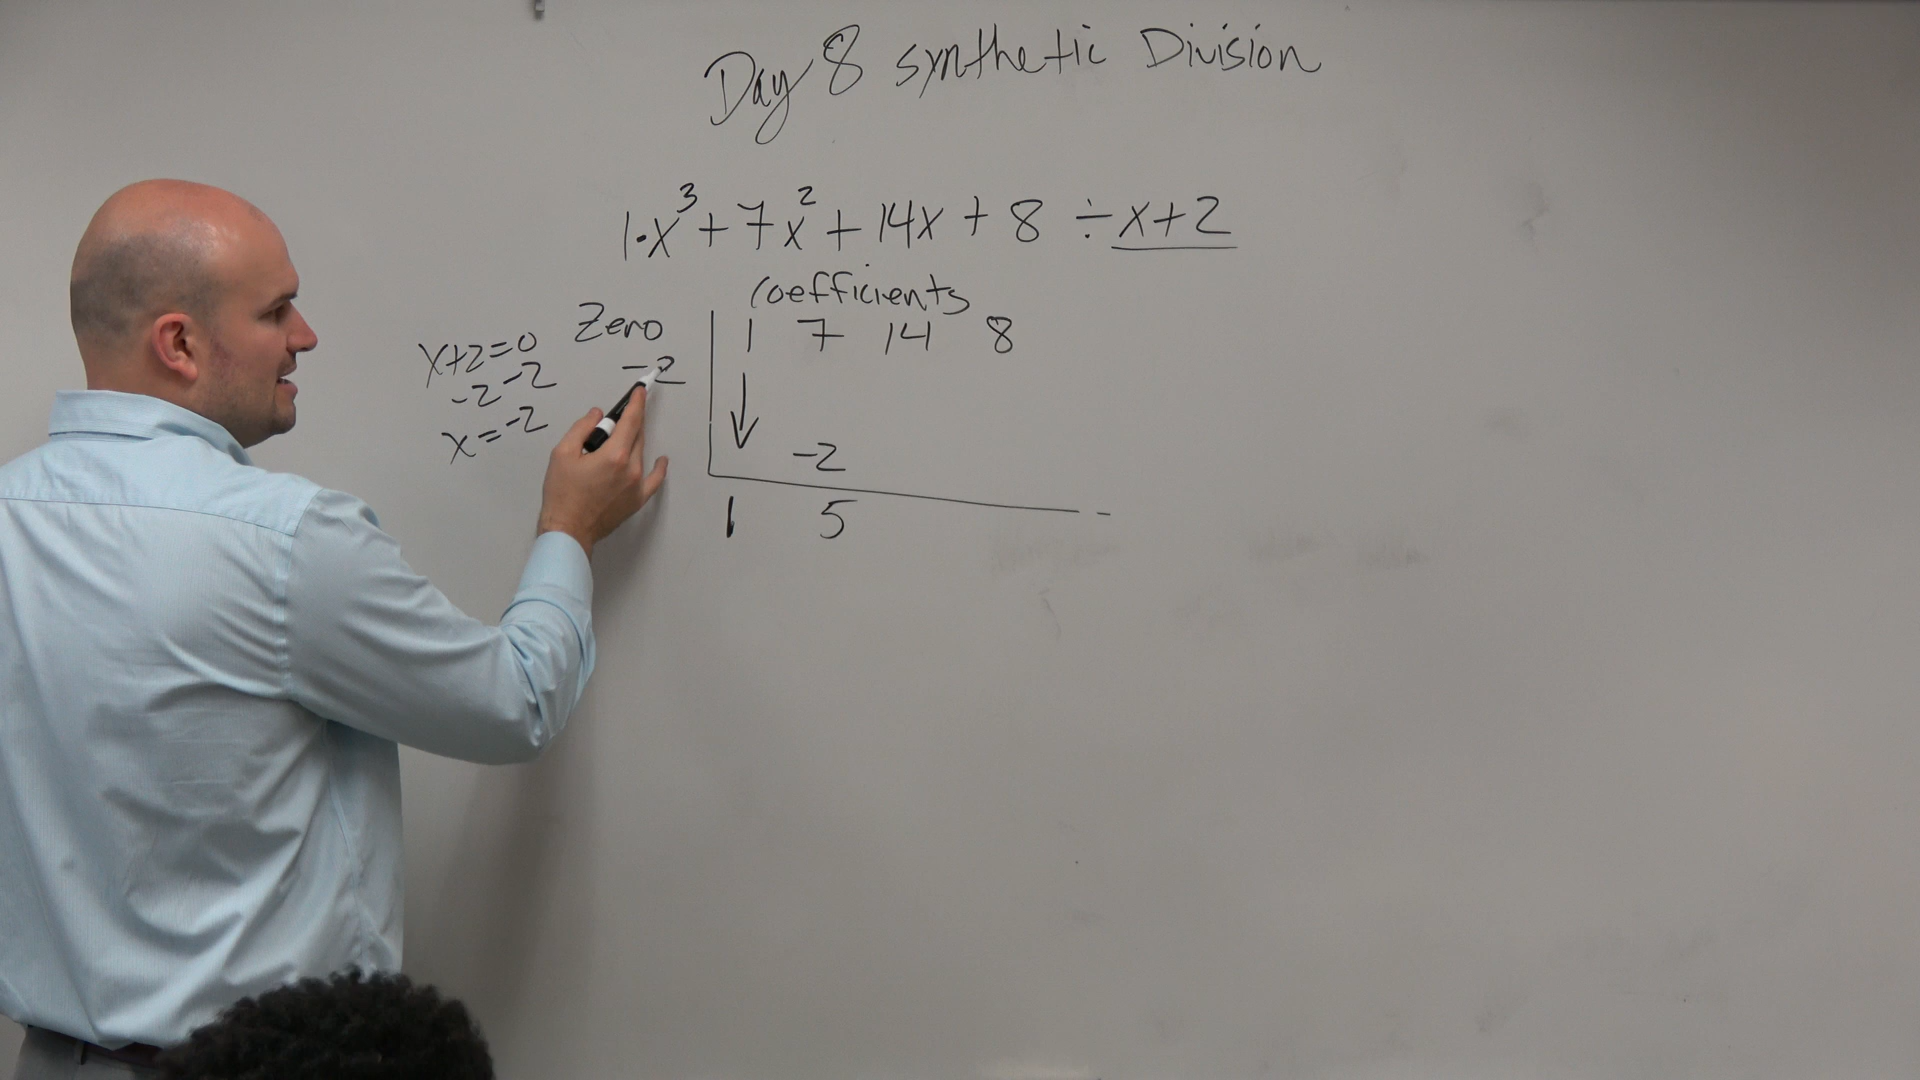 Day 8 synthetic Division
1·x³ + 7x² + 14x + 8 ÷ x+2
coefficients
Zero 1 7 14 8
x+2=0
-2 -2 -2
x=-2
-2
1 5